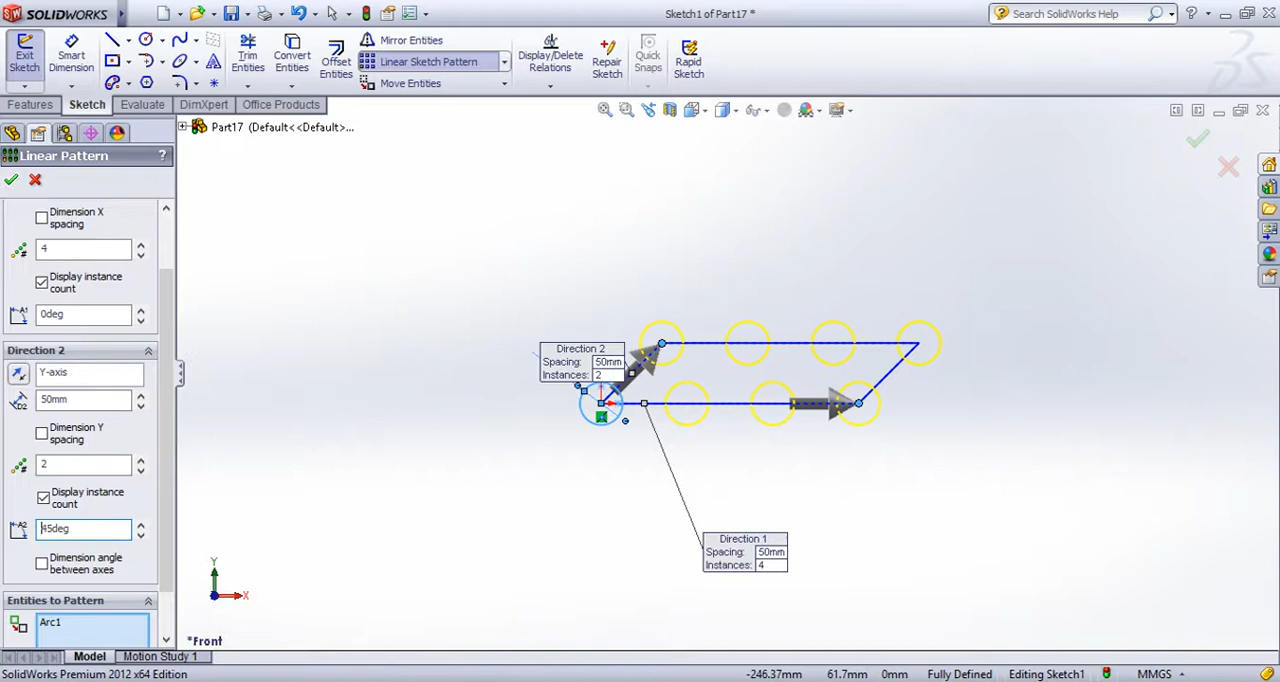 SOLIDWORKS
Sketch1 of Part17 *
Search SolidWorks Help
Exit Sketch
Smart Dimension
Trim Entities
Convert Entities
Offset Entities
Mirror Entities
Linear Sketch Pattern
Move Entities
Display/Delete Relations
Repair Sketch
Quick Snaps
Rapid Sketch
Features
Sketch
Evaluate
DimXpert
Office Products
Part17 (Default<<Default>...
Linear Pattern
?
Dimension X spacing
4
Display instance count
A1
0deg
Direction 2
Y-axis
D2
50mm
Dimension Y spacing
2
Display instance count
A2
45deg
Dimension angle between axes
Entities to Pattern
Arc1
Direction 2
Spacing: 50mm
Instances: 2
Direction 1
Spacing: 50mm
Instances: 4
Y
X
*Front
Model
Motion Study 1
SolidWorks Premium 2012 x64 Edition
-246.37mm
61.7mm
0mm
Fully Defined
Editing Sketch1
MMGS